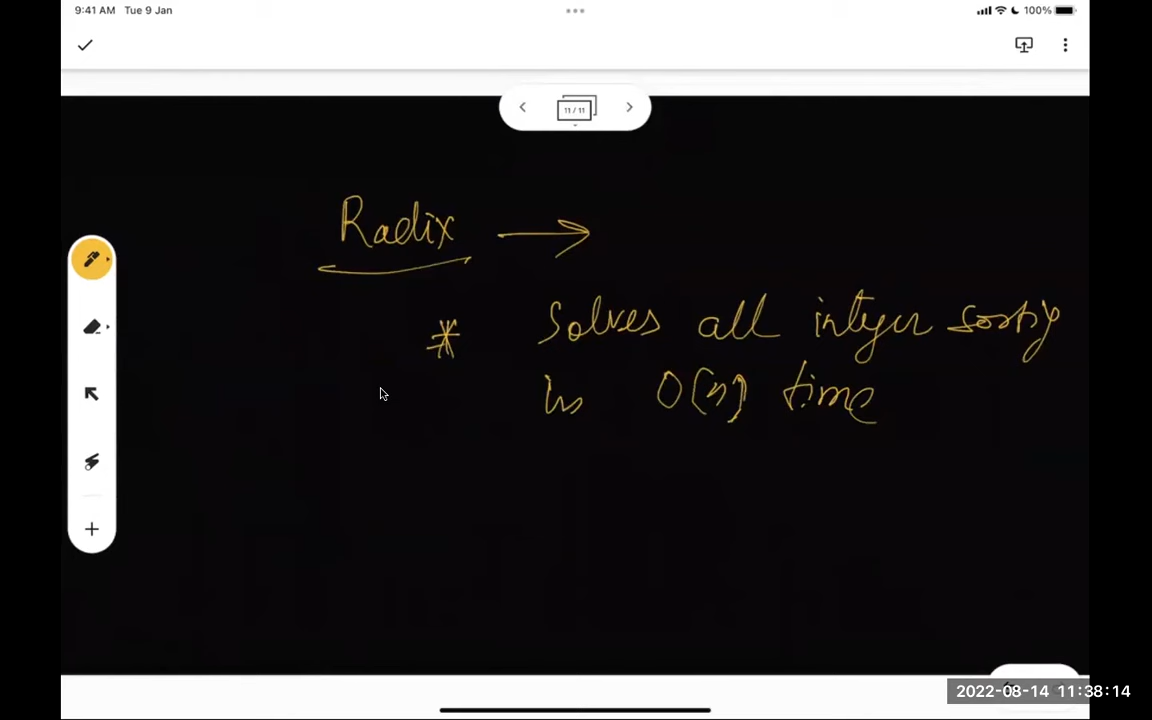 9:41 AM Tue 9 Jan
100%
11 / 11
Radix →
* Solves all integer sorting
in O(n) time
2022-08-14 11:38:14